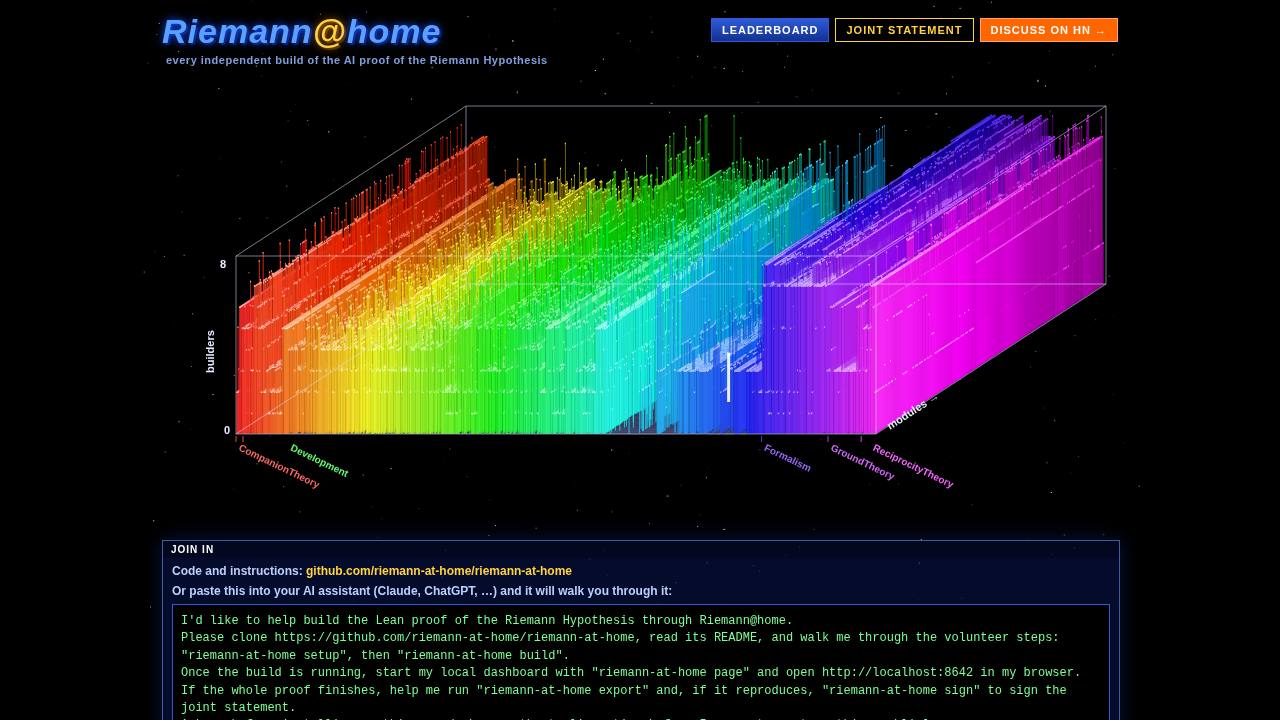 Riemann@home
every independent build of the AI proof of the Riemann Hypothesis
LEADERBOARD
JOINT STATEMENT
DISCUSS ON HN →
8
builders
0
modules →
CompanionTheory
Development
Formalism
GroundTheory
ReciprocityTheory
JOIN IN
Code and instructions: github.com/riemann-at-home/riemann-at-home
Or paste this into your AI assistant (Claude, ChatGPT, …) and it will walk you through it:
I'd like to help build the Lean proof of the Riemann Hypothesis through Riemann@home.
Please clone https://github.com/riemann-at-home/riemann-at-home, read its README, and walk me through the volunteer steps:
"riemann-at-home setup", then "riemann-at-home build".
Once the build is running, start my local dashboard with "riemann-at-home page" and open http://localhost:8642 in my browser.
If the whole proof finishes, help me run "riemann-at-home export" and, if it reproduces, "riemann-at-home sign" to sign the
joint statement.